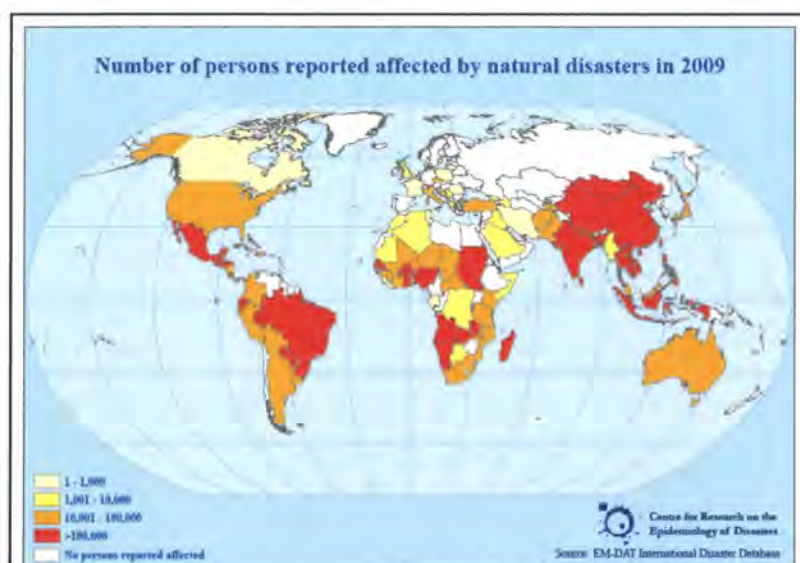 Number of persons reported affected by natural disasters in 2009
1 - 1,000
1,001 - 10,000
10,001 - 100,000
>100,000
No persons reported affected
Centre for Research on the
Epidemiology of Disasters
Source: EM-DAT International Disaster Database